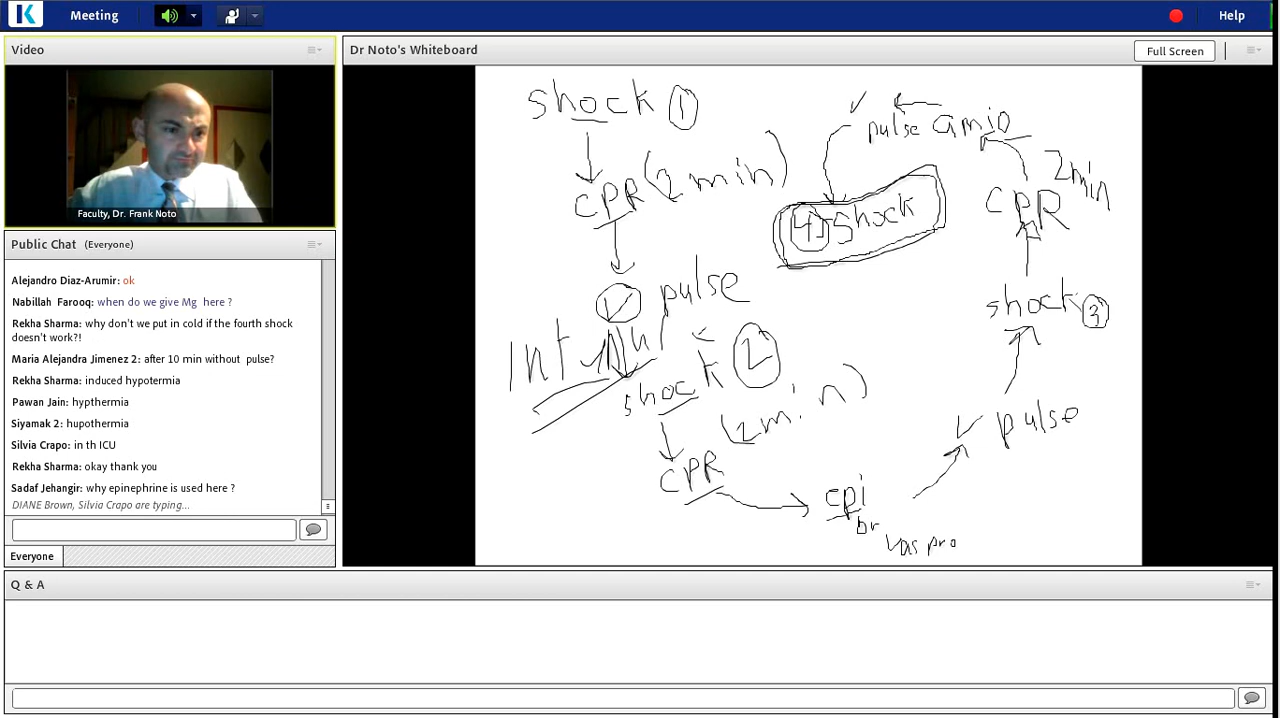 K Meeting Help
Video
Faculty, Dr. Frank Noto
Public Chat (Everyone)
Alejandro Diaz-Arumir: ok
Nabillah Farooq: when do we give Mg here ?
Rekha Sharma: why don't we put in cold if the fourth shock
doesn't work?!
Maria Alejandra Jimenez 2: after 10 min without pulse?
Rekha Sharma: induced hypotermia
Pawan Jain: hypthermia
Siyamak 2: hupothermia
Silvia Crapo: in th ICU
Rekha Sharma: okay thank you
Sadaf Jehangir: why epinephrine is used here ?
DIANE Brown, Silvia Crapo are typing...
Everyone
Dr Noto's Whiteboard
Full Screen
shock 1
CPR (2 min)
pulse
shock 2
(2 min)
CPR
epi
or
vas pro
pulse
shock 3
CPR 2 min
amio
pulse
4 shock
Q & A